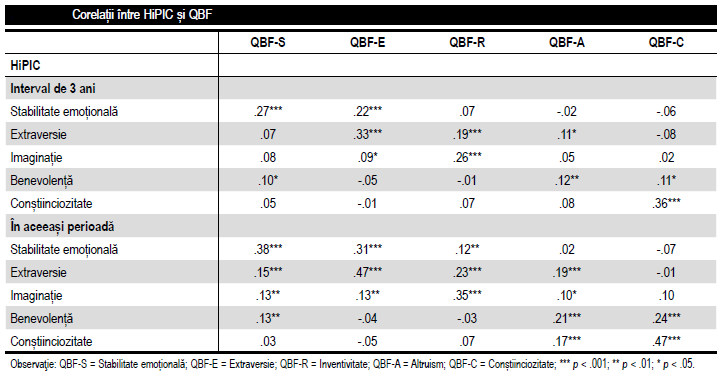 Corelații între HiPIC și QBF
QBF-S QBF-E QBF-R QBF-A QBF-C
HiPIC
Interval de 3 ani
Stabilitate emoțională .27*** .22*** .07 -.02 -.06
Extraversie .07 .33*** .19*** .11* -.08
Imaginație .08 .09* .26*** .05 .02
Benevolență .10* -.05 -.01 .12** .11*
Conștiinciozitate .05 -.01 .07 .08 .36***
În aceeași perioadă
Stabilitate emoțională .38*** .31*** .12** .02 -.07
Extraversie .15*** .47*** .23*** .19*** -.01
Imaginație .13** .13** .35*** .10* .10
Benevolență .13** -.04 -.03 .21*** .24***
Conștiinciozitate .03 -.05 .07 .17*** .47***
Observație: QBF-S = Stabilitate emoțională; QBF-E = Extraversie; QBF-R = Inventivitate; QBF-A = Altruism; QBF-C = Conștiinciozitate; *** p < .001; ** p < .01; * p < .05.